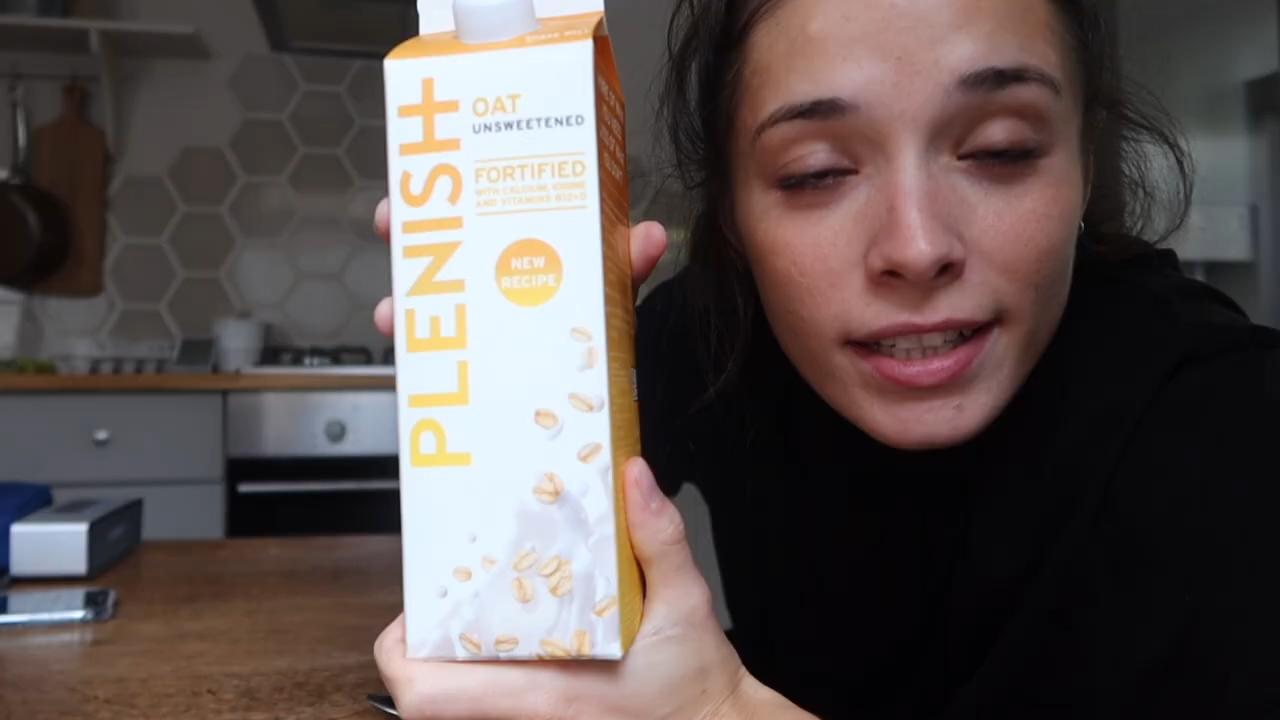 PLENISH
OAT
UNSWEETENED
FORTIFIED
WITH CALCIUM, IODINE
AND VITAMINS B12+D
NEW
RECIPE